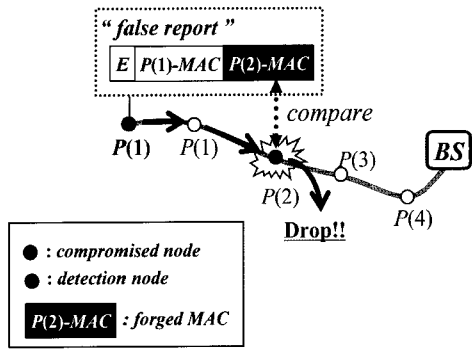 “ false report ”
E P(1)-MAC P(2)-MAC
compare
P(1)
P(1)
P(2)
P(3)
P(4)
BS
Drop!!
: compromised node
: detection node
P(2)-MAC : forged MAC